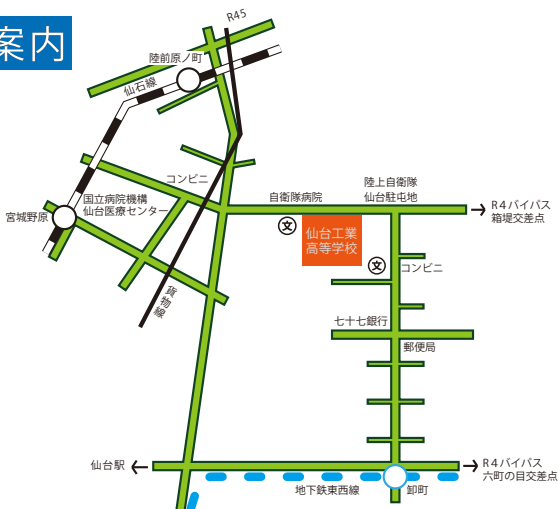 案内
R45
陸前原ノ町
仙石線
コンビニ
国立病院機構
仙台医療センター
宮城野原
貨物線
自衛隊病院
陸上自衛隊
仙台駐屯地
R4バイパス
箱堤交差点
文
仙台工業
高等学校
文
コンビニ
七十七銀行
郵便局
仙台駅
R4バイパス
六町の目交差点
地下鉄東西線
卸町